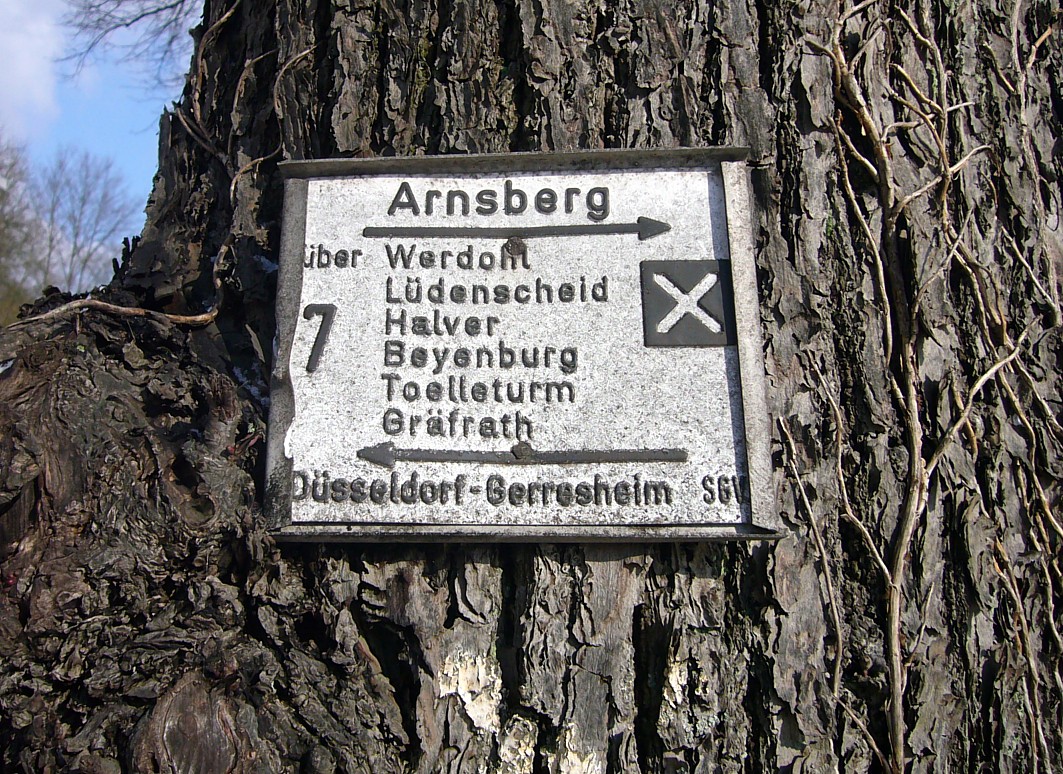 Arnsberg
über Werdohl
Lüdenscheid
7 Halver
Beyenburg
Toelleturm
Gräfrath
Düsseldorf-Gerresheim SGV